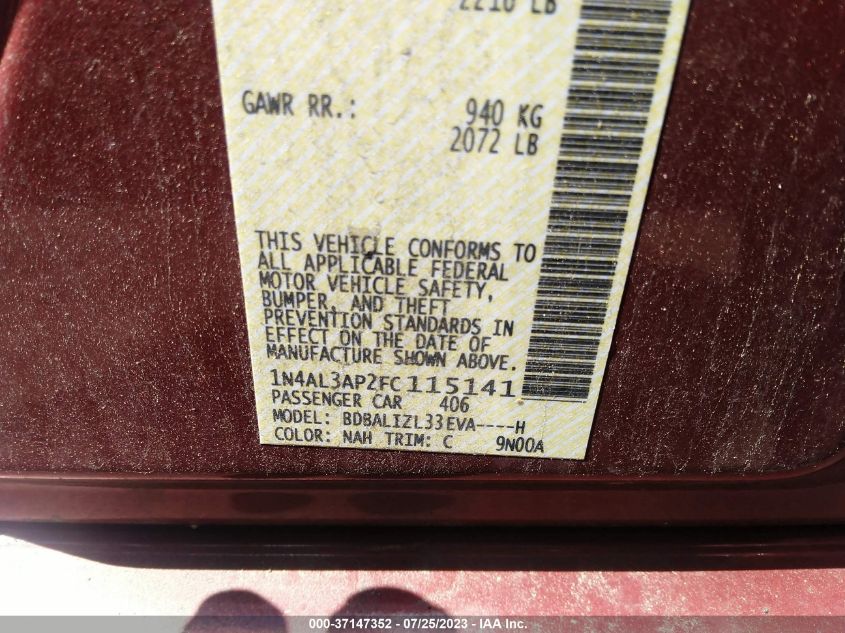 2210 LB
GAWR RR.: 940 KG
2072 LB
THIS VEHICLE CONFORMS TO
ALL APPLICABLE FEDERAL
MOTOR VEHICLE SAFETY,
BUMPER, AND THEFT
PREVENTION STANDARDS IN
EFFECT ON THE DATE OF
MANUFACTURE SHOWN ABOVE.
1N4AL3AP2FC115141
PASSENGER CAR 406
MODEL: BDBALIZL33EVA----H
COLOR: NAH TRIM: C 9N00A
000-37147352 - 07/25/2023 - IAA Inc.